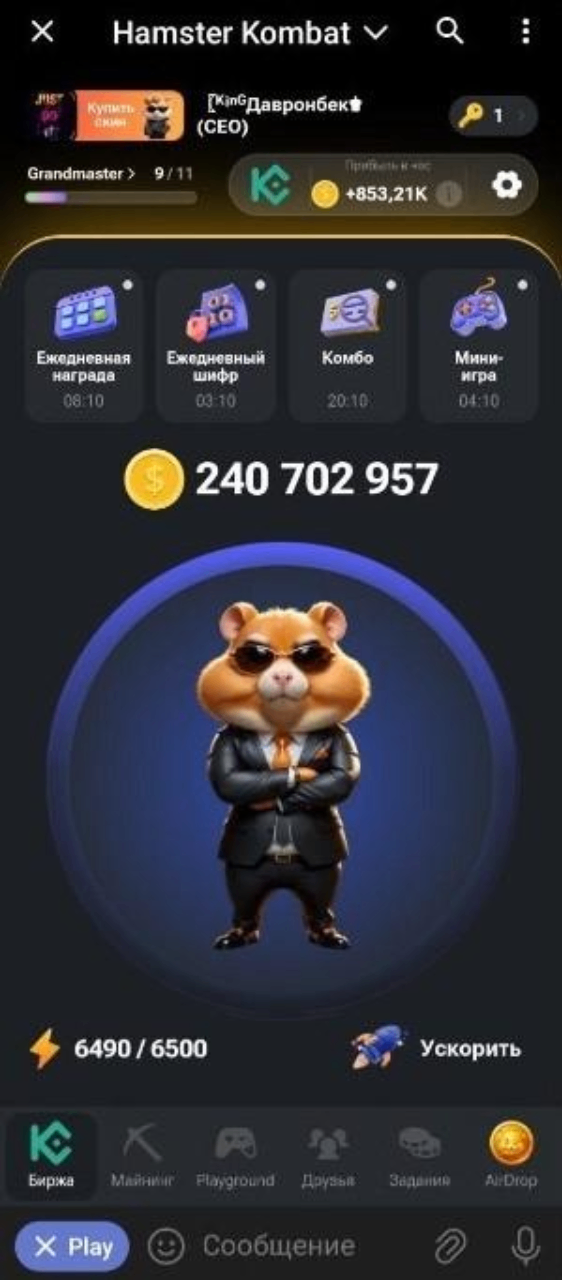 Hamster Kombat
Купить
скин
〖ᴷⁱⁿᴳДавронбек♚
(CEO)
1
Grandmaster > 9/11
Прибыль в час
+853,21K
Ежедневная
награда
08:10
Ежедневный
шифр
03:10
Комбо
20:10
Мини-
игра
04:10
240 702 957
6490 / 6500
Ускорить
Биржа
Майнинг
Playground
Друзья
Задания
AirDrop
Play
Сообщение